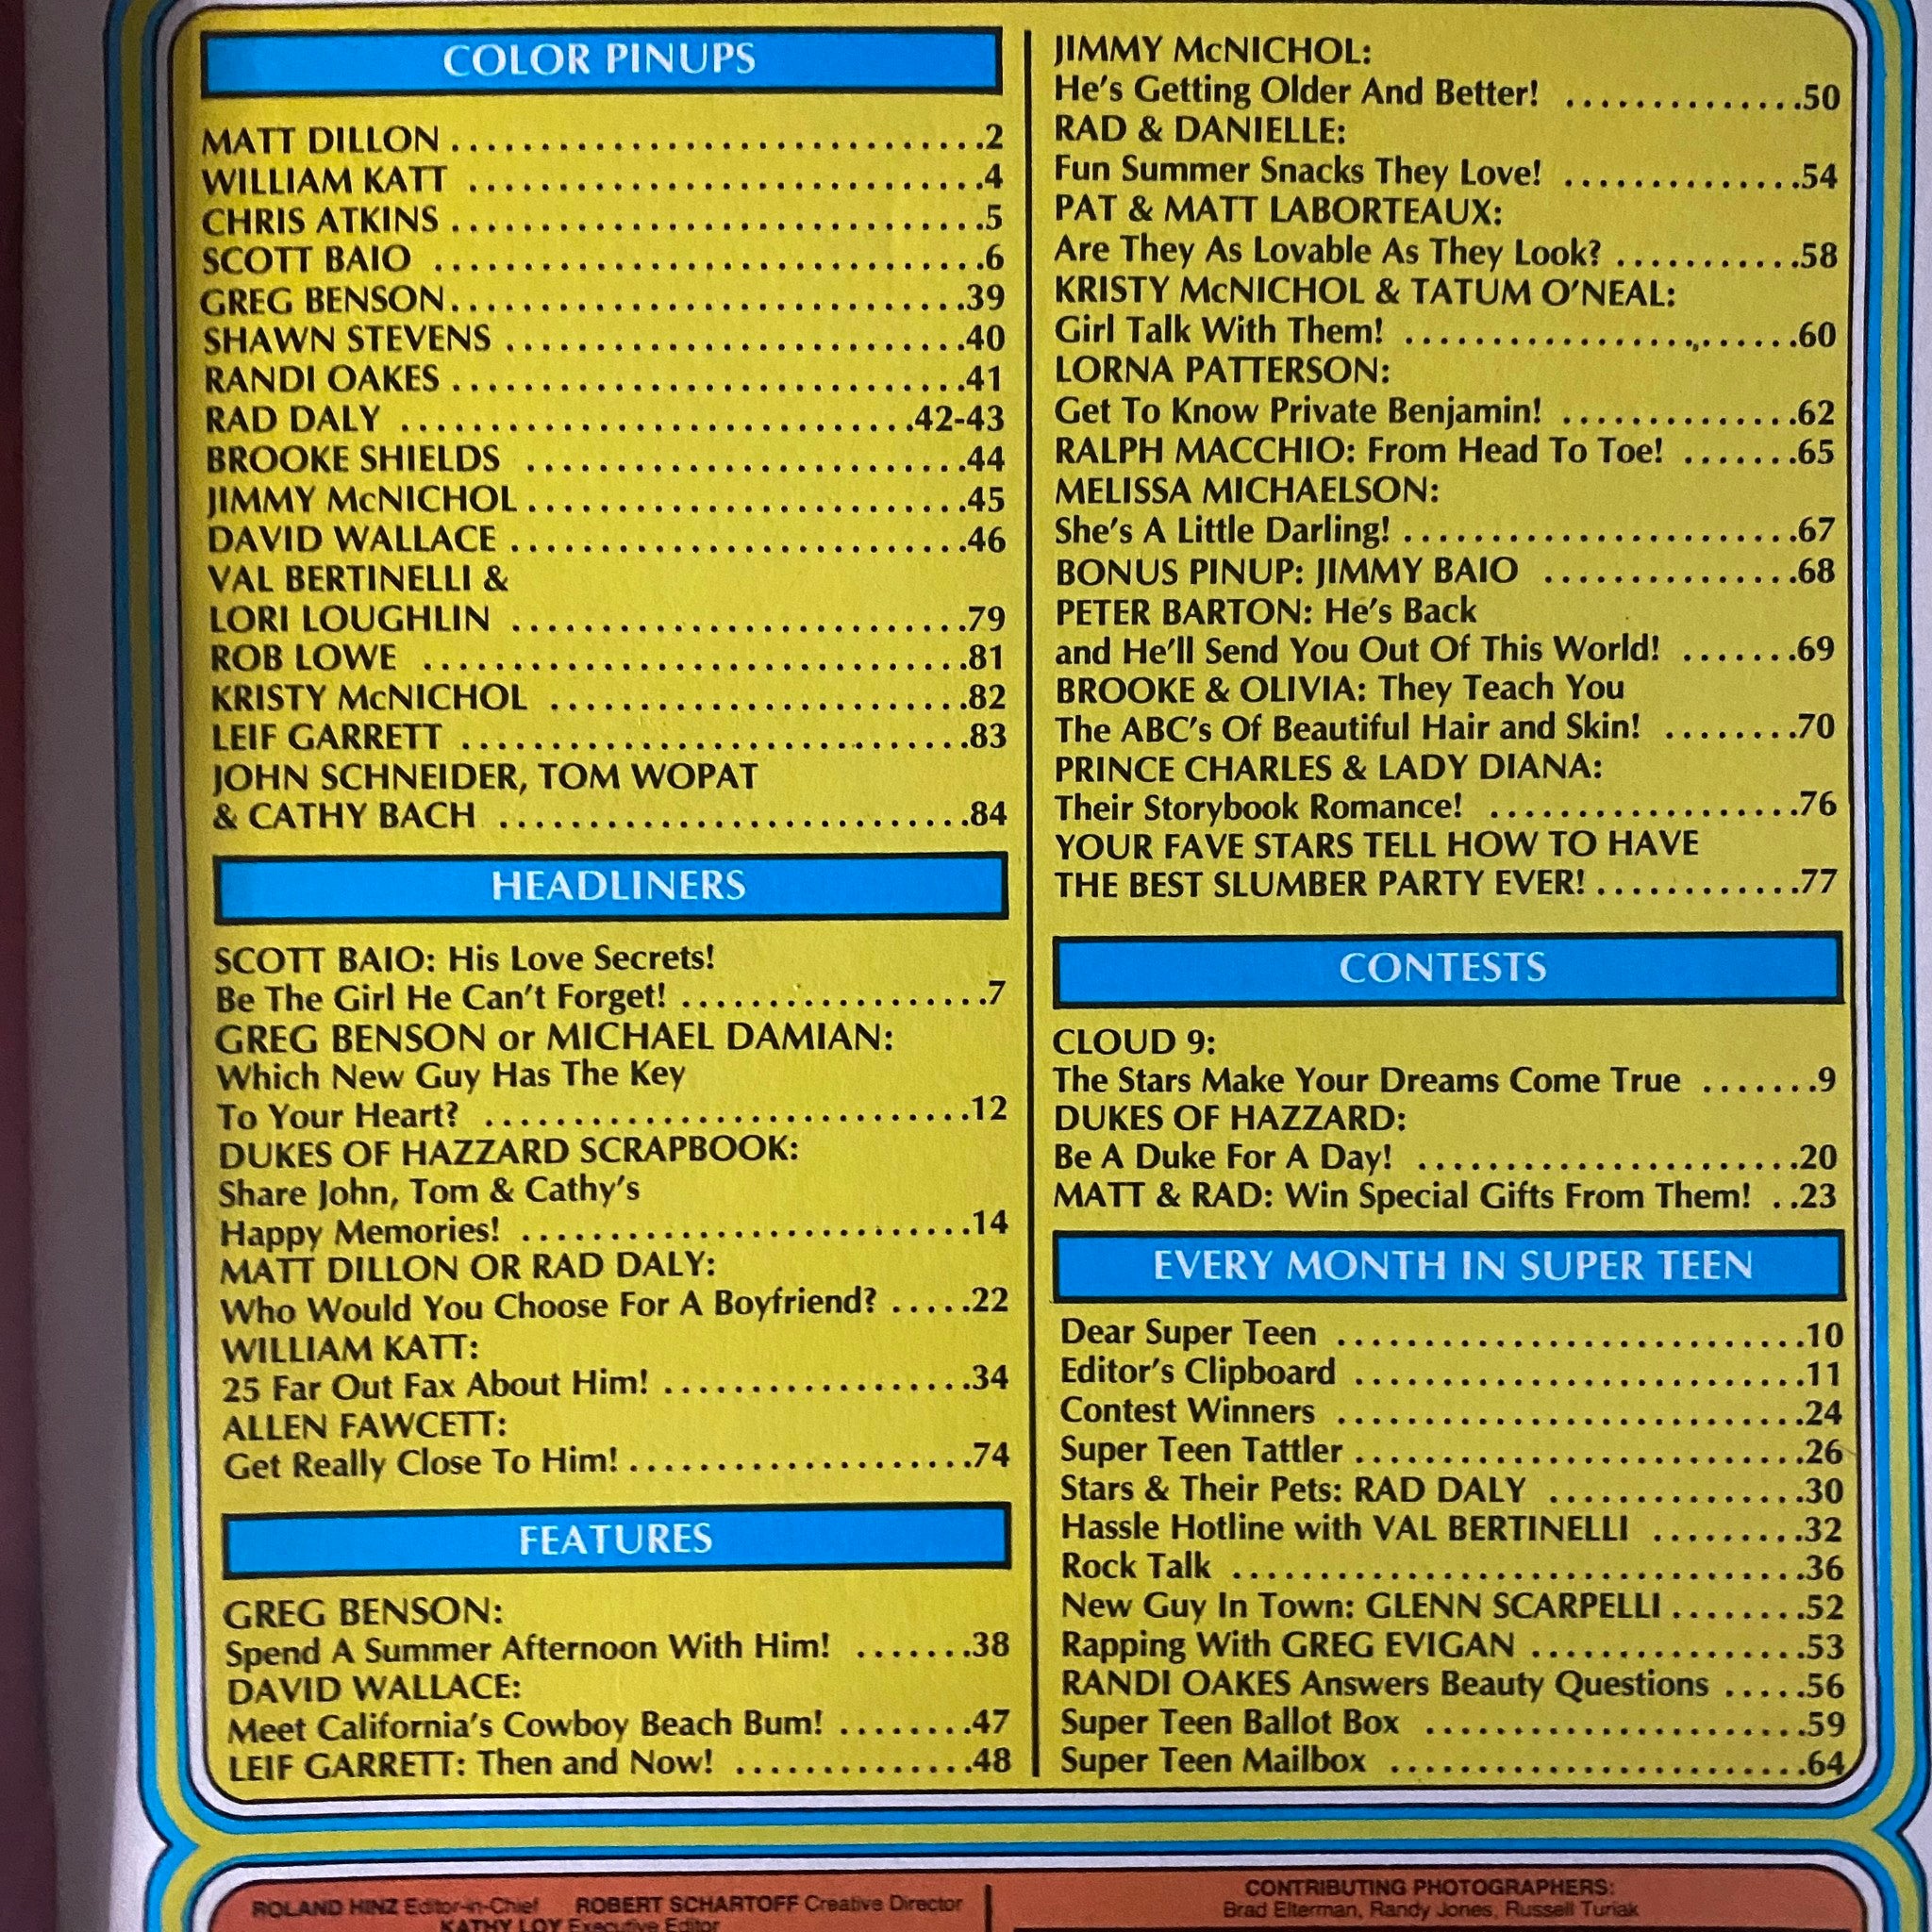 COLOR PINUPS
MATT DILLON..............................2
WILLIAM KATT .............................4
CHRIS ATKINS..............................5
SCOTT BAIO ...............................6
GREG BENSON.............................39
SHAWN STEVENS ..........................40
RANDI OAKES.............................41
RAD DALY .............................42-43
BROOKE SHIELDS .........................44
JIMMY McNICHOL.........................45
DAVID WALLACE..........................46
VAL BERTINELLI &
LORI LOUGHLIN ..........................79
ROB LOWE ...............................81
KRISTY McNICHOL ........................82
LEIF GARRETT .............................83
JOHN SCHNEIDER, TOM WOPAT
& CATHY BACH ...........................84
HEADLINERS
SCOTT BAIO: His Love Secrets!
Be The Girl He Can't Forget! ..................7
GREG BENSON or MICHAEL DAMIAN:
Which New Guy Has The Key
To Your Heart? ............................12
DUKES OF HAZZARD SCRAPBOOK:
Share John, Tom & Cathy's
Happy Memories! ..........................14
MATT DILLON OR RAD DALY:
Who Would You Choose For A Boyfriend? .....22
WILLIAM KATT:
25 Far Out Fax About Him! ..................34
ALLEN FAWCETT:
Get Really Close To Him!....................74
FEATURES
GREG BENSON:
Spend A Summer Afternoon With Him! .......38
DAVID WALLACE:
Meet California's Cowboy Beach Bum! ........47
LEIF GARRETT: Then and Now! ..............48
JIMMY McNICHOL:
He's Getting Older And Better! ..............50
RAD & DANIELLE:
Fun Summer Snacks They Love! ..............54
PAT & MATT LABORTEAUX:
Are They As Lovable As They Look? ...........58
KRISTY McNICHOL & TATUM O'NEAL:
Girl Talk With Them! .......................60
LORNA PATTERSON:
Get To Know Private Benjamin! ..............62
RALPH MACCHIO: From Head To Toe! .......65
MELISSA MICHAELSON:
She's A Little Darling!........................67
BONUS PINUP: JIMMY BAIO ...............68
PETER BARTON: He's Back
and He'll Send You Out Of This World! .......69
BROOKE & OLIVIA: They Teach You
The ABC's Of Beautiful Hair and Skin! ........70
PRINCE CHARLES & LADY DIANA:
Their Storybook Romance! ..................76
YOUR FAVE STARS TELL HOW TO HAVE
THE BEST SLUMBER PARTY EVER!............77
CONTESTS
CLOUD 9:
The Stars Make Your Dreams Come True .......9
DUKES OF HAZZARD:
Be A Duke For A Day! ......................20
MATT & RAD: Win Special Gifts From Them! ..23
EVERY MONTH IN SUPER TEEN
Dear Super Teen ...........................10
Editor's Clipboard ..........................11
Contest Winners ...........................24
Super Teen Tattler..........................26
Stars & Their Pets: RAD DALY ...............30
Hassle Hotline with VAL BERTINELLI .........32
Rock Talk .................................36
New Guy In Town: GLENN SCARPELLI........52
Rapping With GREG EVIGAN ................53
RANDI OAKES Answers Beauty Questions .....56
Super Teen Ballot Box ......................59
Super Teen Mailbox ........................64
ROLAND HINZ Editor-in-Chief ROBERT SCHARTOFF Creative Director
KATHY LOY Executive Editor
CONTRIBUTING PHOTOGRAPHERS:
Brad Elterman, Randy Jones, Russell Turiak